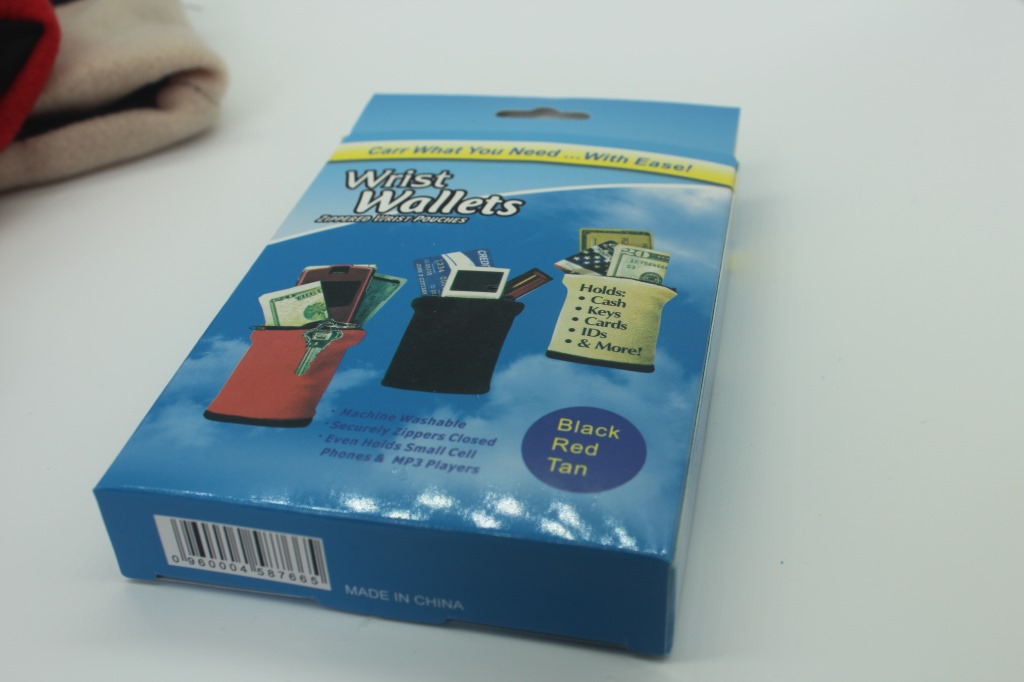 Carr What You Need ... With Ease!
Wrist
Wallets
ZIPPERED WRIST POUCHES
Holds:
• Cash
• Keys
• Cards
• IDs
• & More!
• Machine Washable
• Securely Zippers Closed
• Even Holds Small Cell
Phones & MP3 Players
Black
Red
Tan
0 960004 587665
MADE IN CHINA